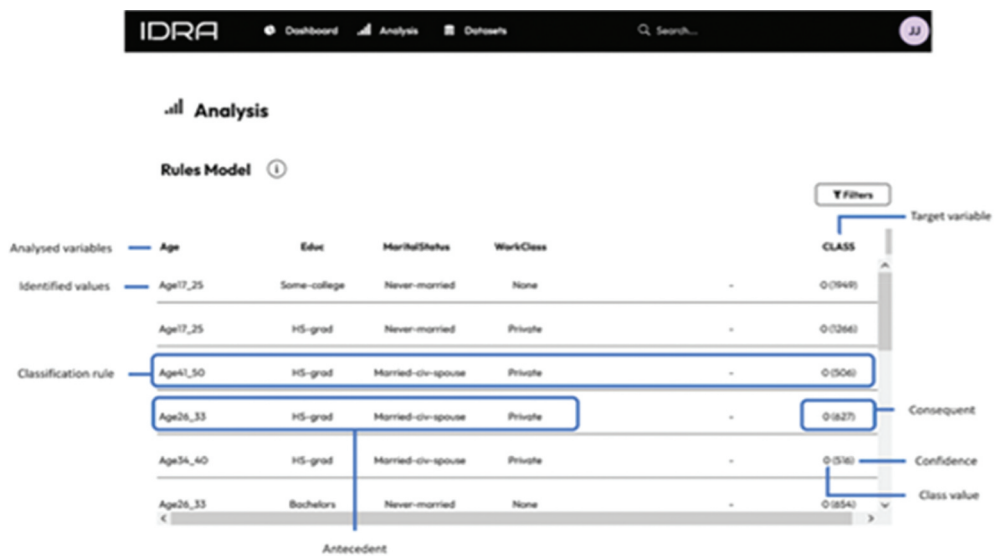 IDRA Dashboard Analysis Datasets Search... JJ
Analysis
Rules Model i
Filters
Target variable
Analysed variables Age Educ MaritalStatus WorkClass CLASS
Identified values Age17_25 Some-college Never-married None - 0 (1949)
Age17_25 HS-grad Never-married Private - 0 (1266)
Classification rule Age41_50 HS-grad Married-civ-spouse Private - 0 (506)
Age26_33 HS-grad Married-civ-spouse Private - 0 (627) Consequent
Age34_40 HS-grad Married-civ-spouse Private - 0 (516) Confidence
Class value
Age26_33 Bachelors Never-married None - 0 (654)
Antecedent